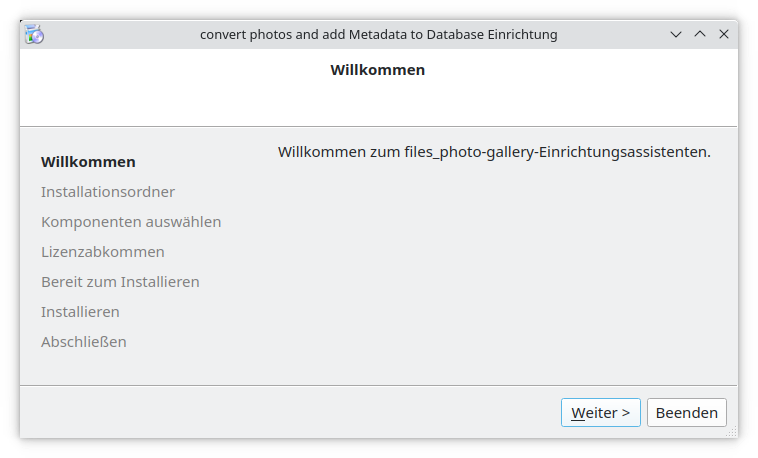 convert photos and add Metadata to Database Einrichtung
Willkommen
Willkommen zum files_photo-gallery-Einrichtungsassistenten.
Willkommen
Installationsordner
Komponenten auswählen
Lizenzabkommen
Bereit zum Installieren
Installieren
Abschließen
Weiter >
Beenden